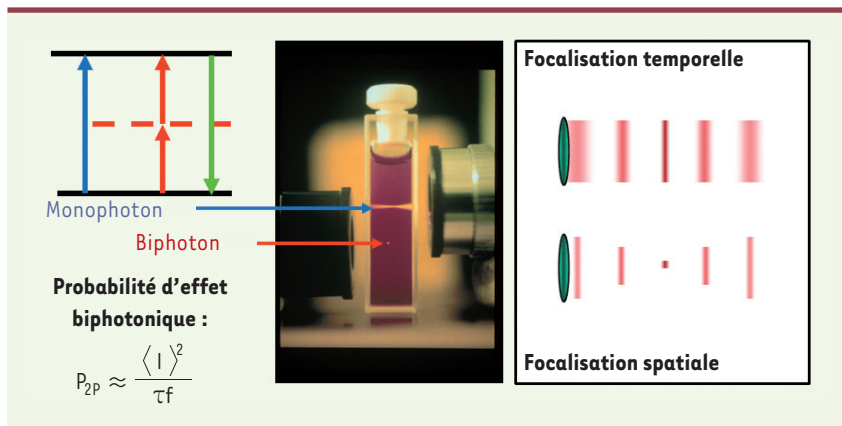 Monophoton
Biphoton
Probabilité d'effet
biphotonique :
P2P ≈ ⟨I⟩² / τf
Focalisation temporelle
Focalisation spatiale